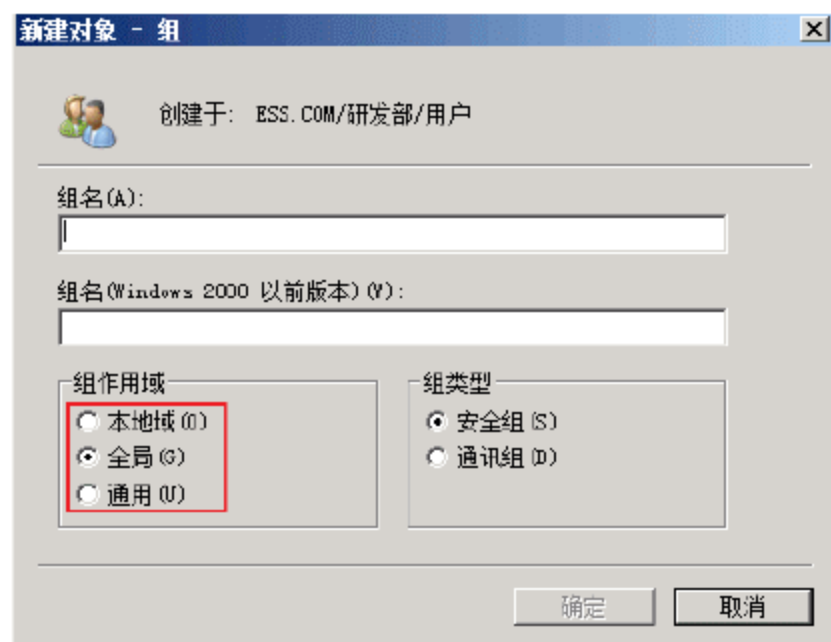 新建对象 - 组
创建于: ESS.COM/研发部/用户
组名(A):
组名(Windows 2000 以前版本)(W):
组作用域
本地域(O)
全局(G)
通用(U)
组类型
安全组(S)
通讯组(D)
确定
取消